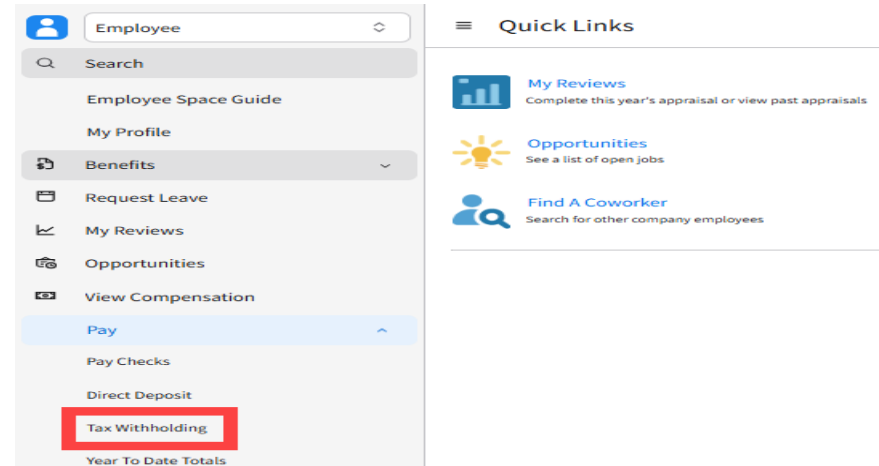 Employee
Search
Employee Space Guide
My Profile
Benefits
Request Leave
My Reviews
Opportunities
View Compensation
Pay
Pay Checks
Direct Deposit
Tax Withholding
Year To Date Totals
Quick Links
My Reviews
Complete this year's appraisal or view past appraisals
Opportunities
See a list of open jobs
Find A Coworker
Search for other company employees